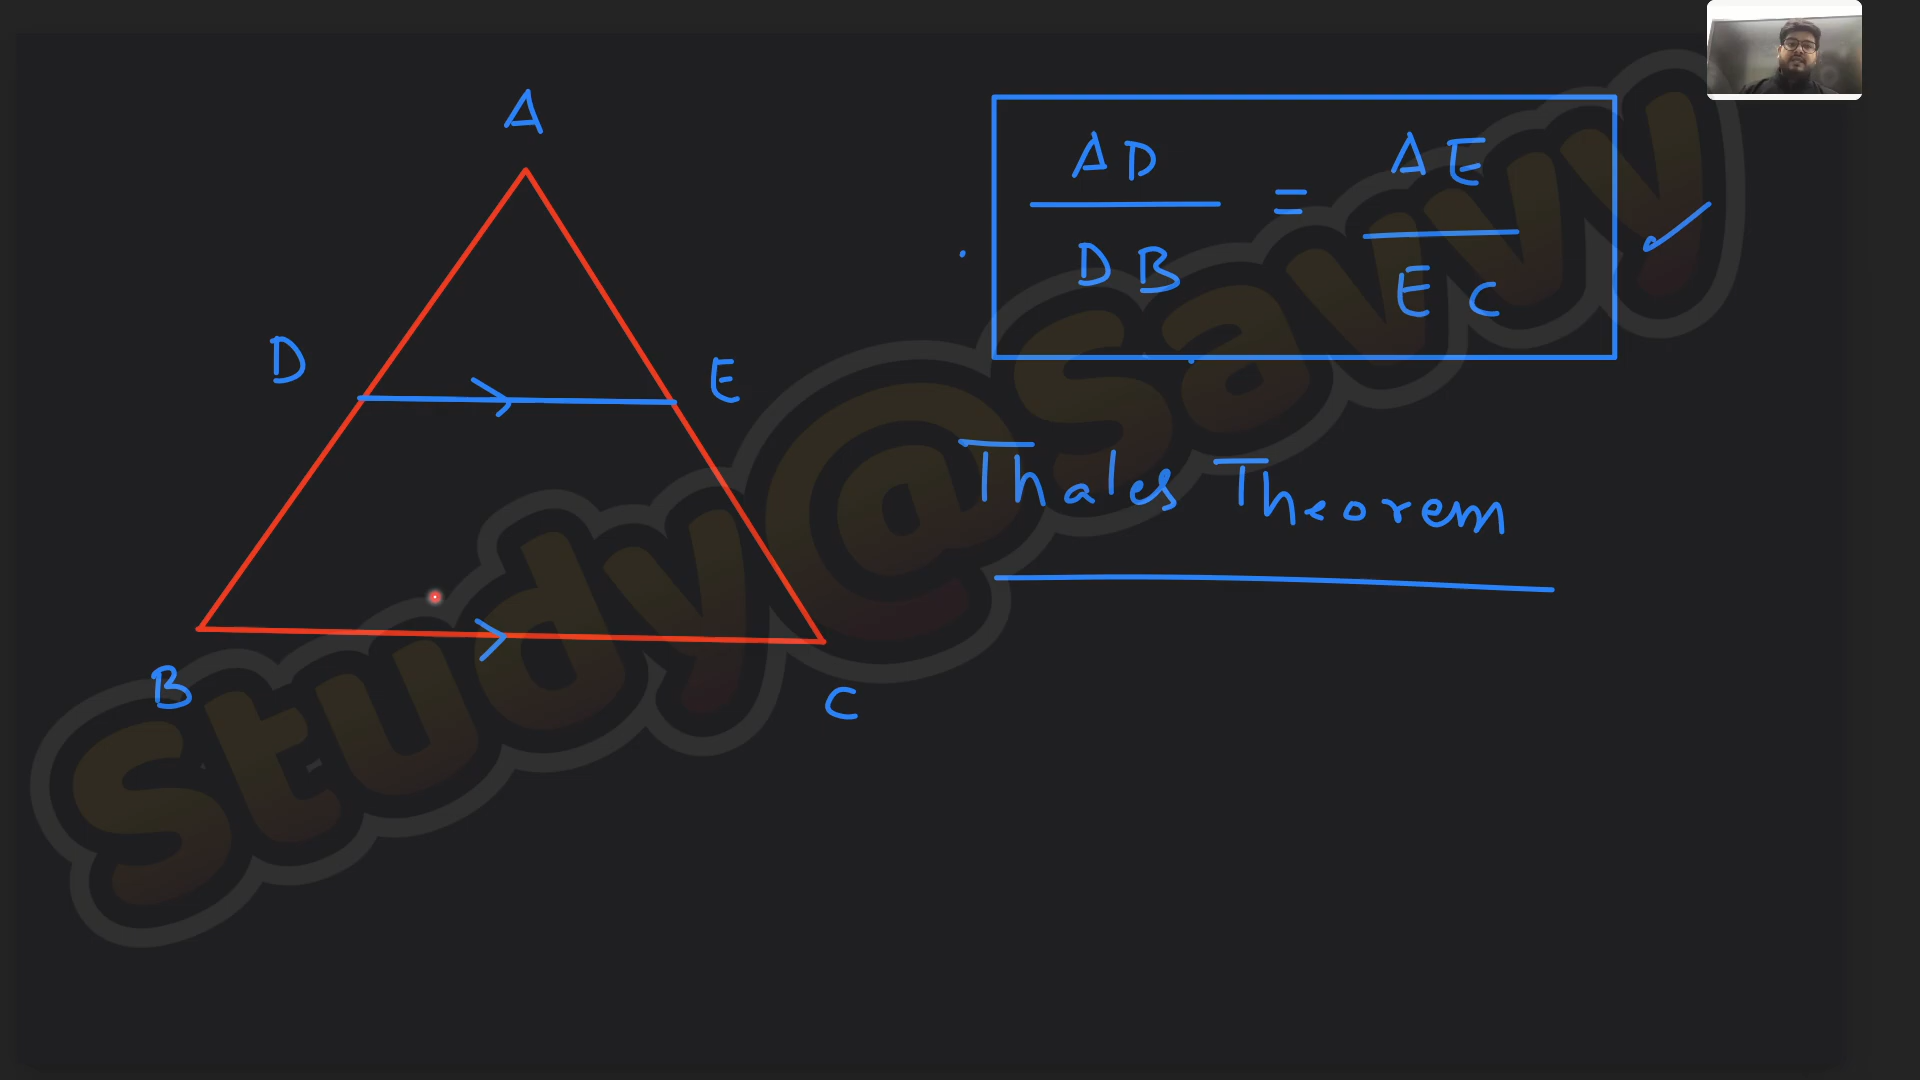 A
D
E
B
C
AD
DB
=
AE
EC
Thales Theorem
Study@Savvy